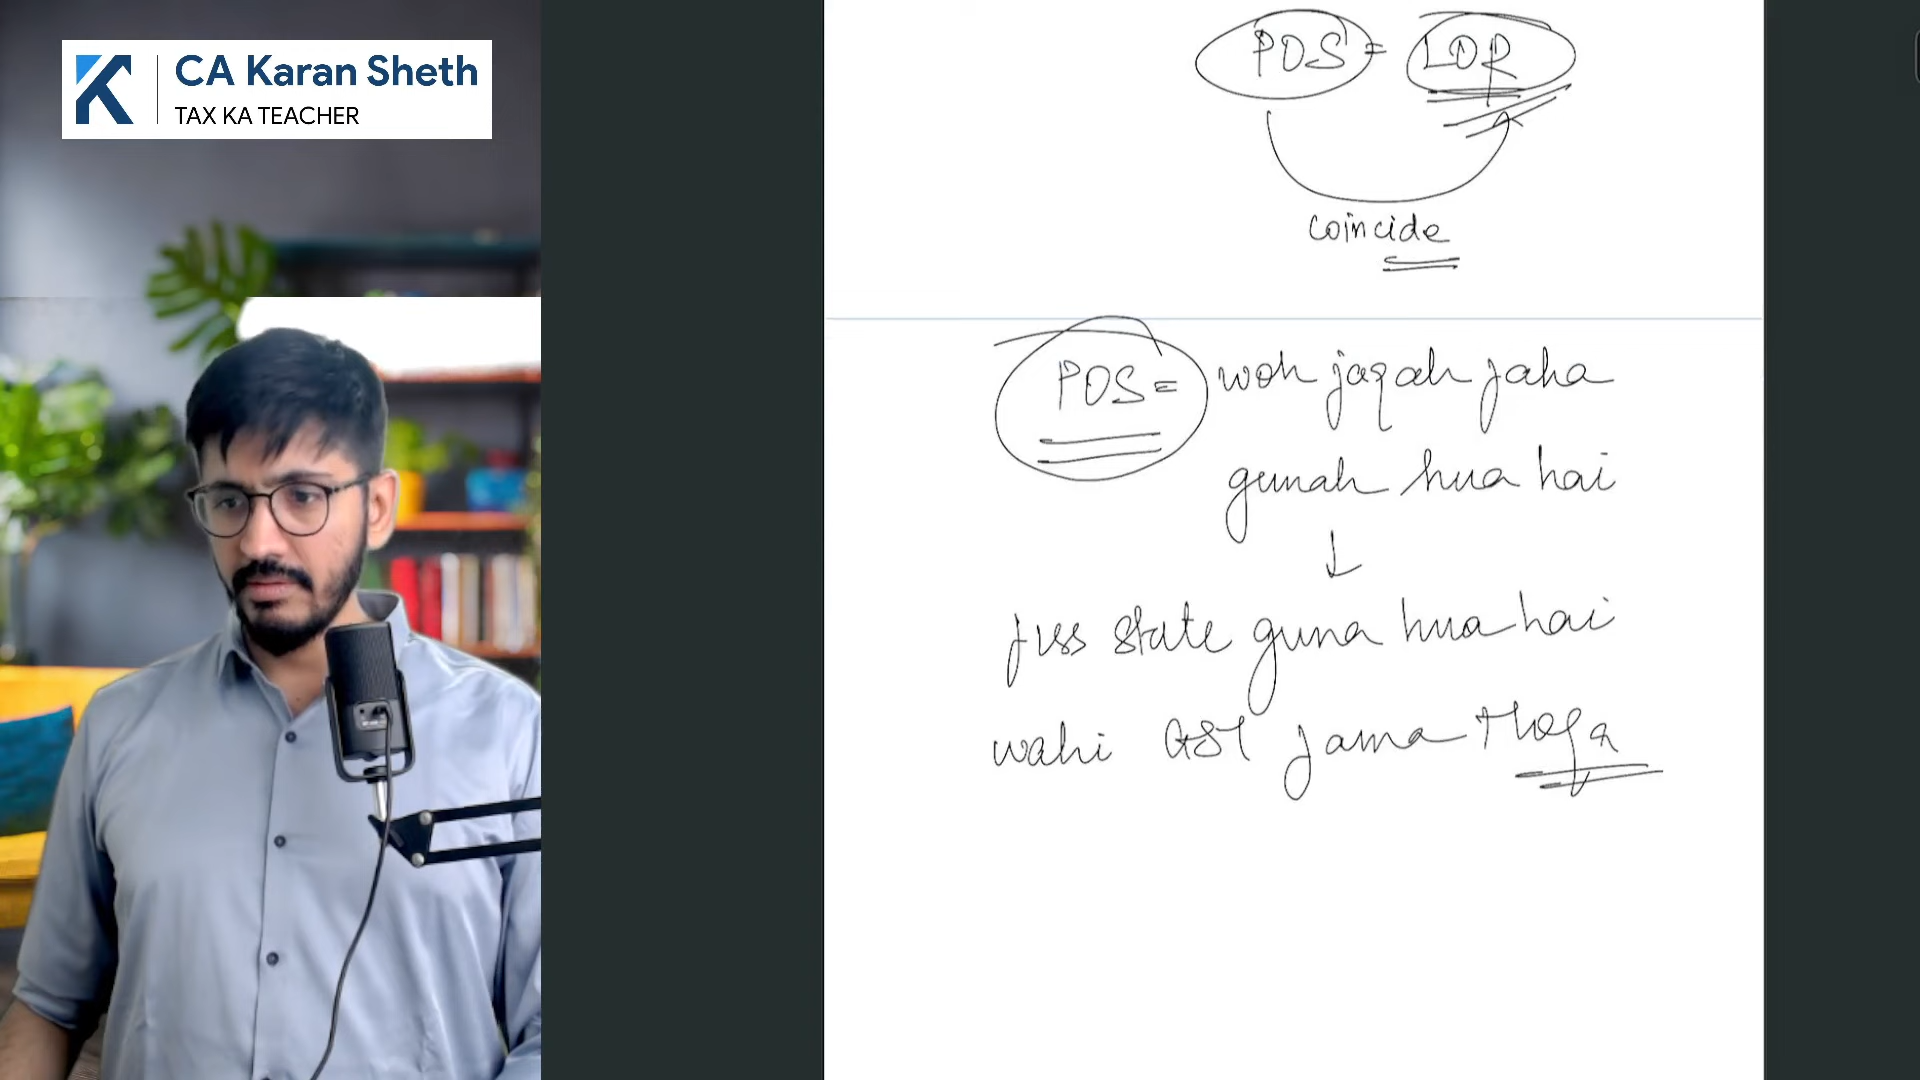 CA Karan Sheth
TAX KA TEACHER
POS = LOR
coincide
POS = woh jagah jaha
gunah hua hai
jiss state guna hua hai
wahi GST jama hoga